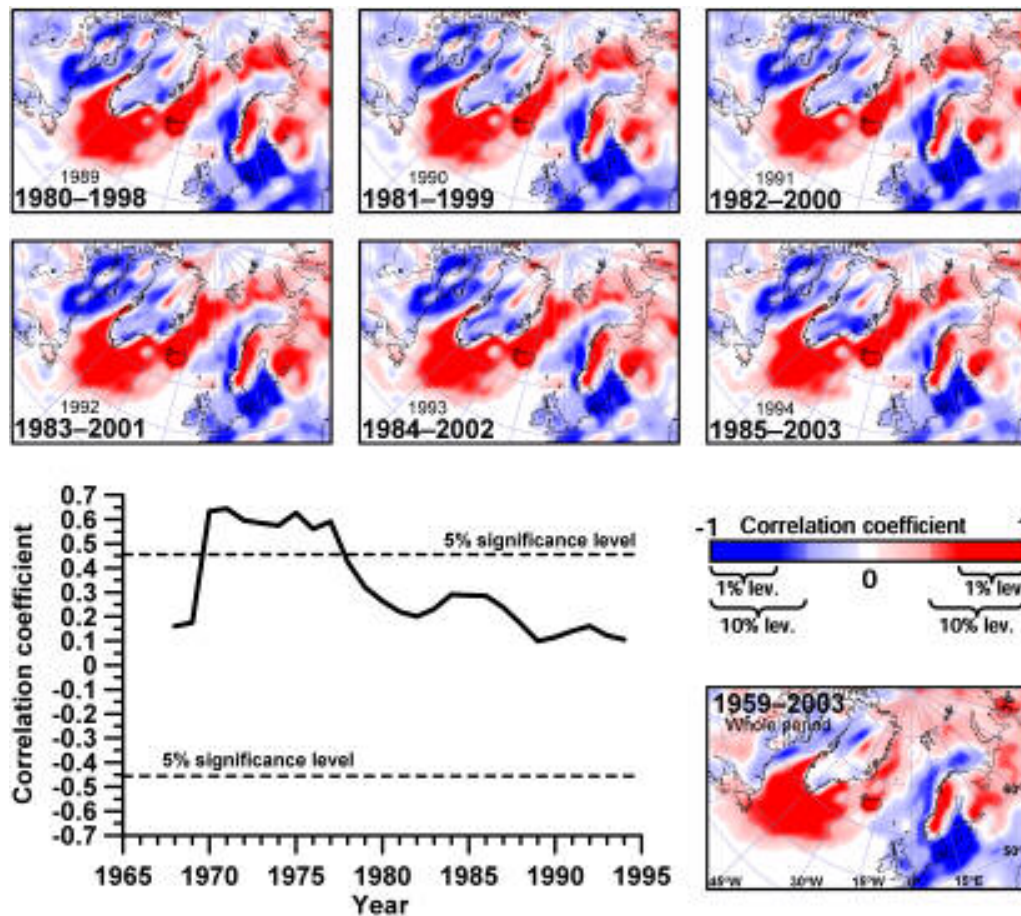 1989
1980–1998
1990
1981–1999
1991
1982–2000
1992
1983–2001
1993
1984–2002
1994
1985–2003
0.7
0.6
0.5
0.4
0.3
0.2
0.1
0
-0.1
-0.2
-0.3
-0.4
-0.5
-0.6
-0.7
Correlation coefficient
5% significance level
5% significance level
1965 1970 1975 1980 1985 1990 1995
Year
-1 Correlation coefficient
1% lev. 0 1% lev.
10% lev. 10% lev.
1959–2003
Whole period
50°
45°W 30°W 15°W 0° 15°E